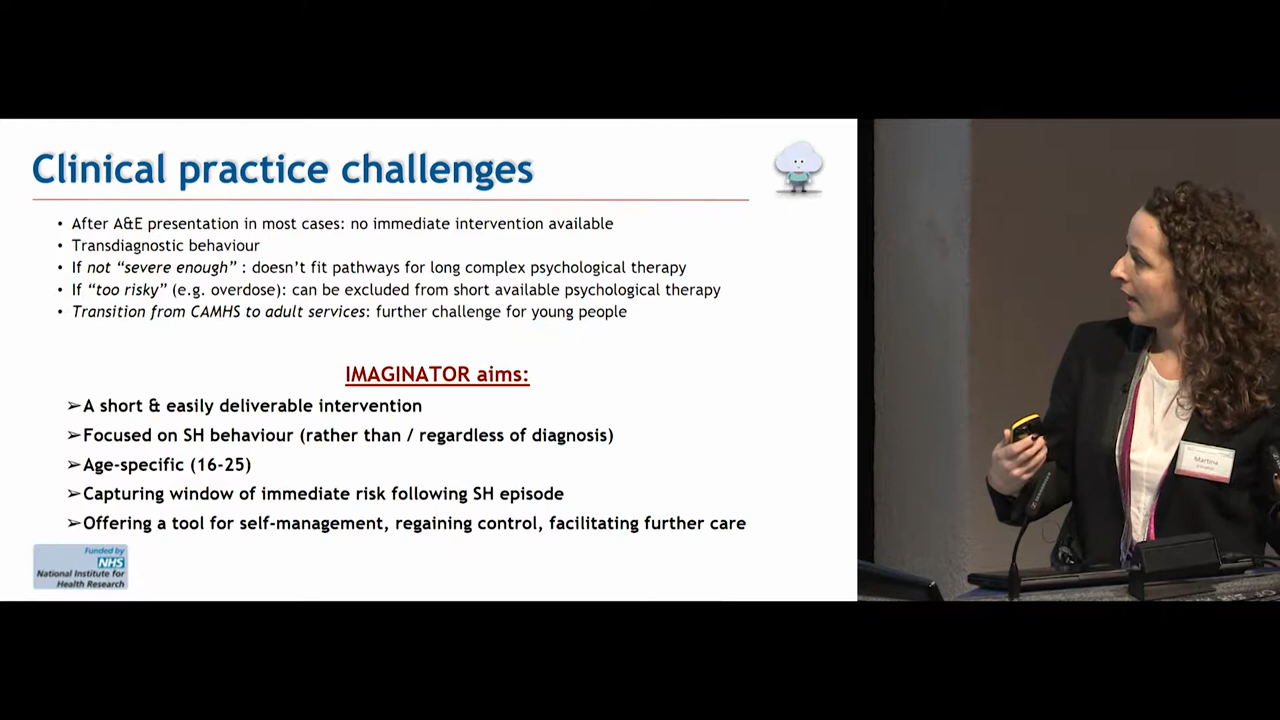 Clinical practice challenges
• After A&E presentation in most cases: no immediate intervention available
• Transdiagnostic behaviour
• If not “severe enough” : doesn’t fit pathways for long complex psychological therapy
• If “too risky” (e.g. overdose): can be excluded from short available psychological therapy
• Transition from CAMHS to adult services: further challenge for young people
IMAGINATOR aims:
➢A short & easily deliverable intervention
➢Focused on SH behaviour (rather than / regardless of diagnosis)
➢Age-specific (16-25)
➢Capturing window of immediate risk following SH episode
➢Offering a tool for self-management, regaining control, facilitating further care
Funded by
NHS
National Institute for
Health Research
Martina